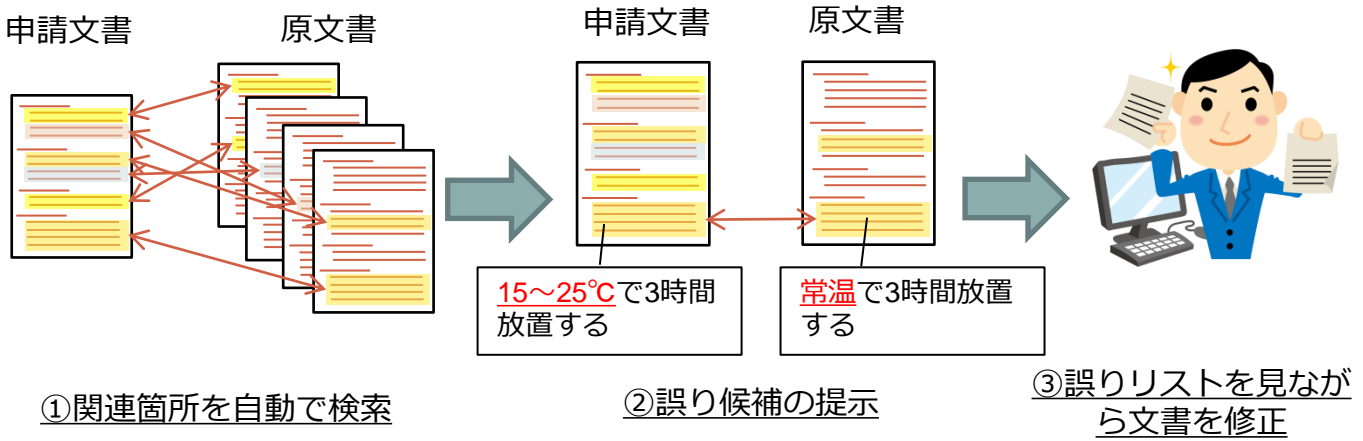 申請文書
原文書
申請文書
原文書
15～25℃で3時間
放置する
常温で3時間放置
する
①関連箇所を自動で検索
②誤り候補の提示
③誤りリストを見なが
ら文書を修正